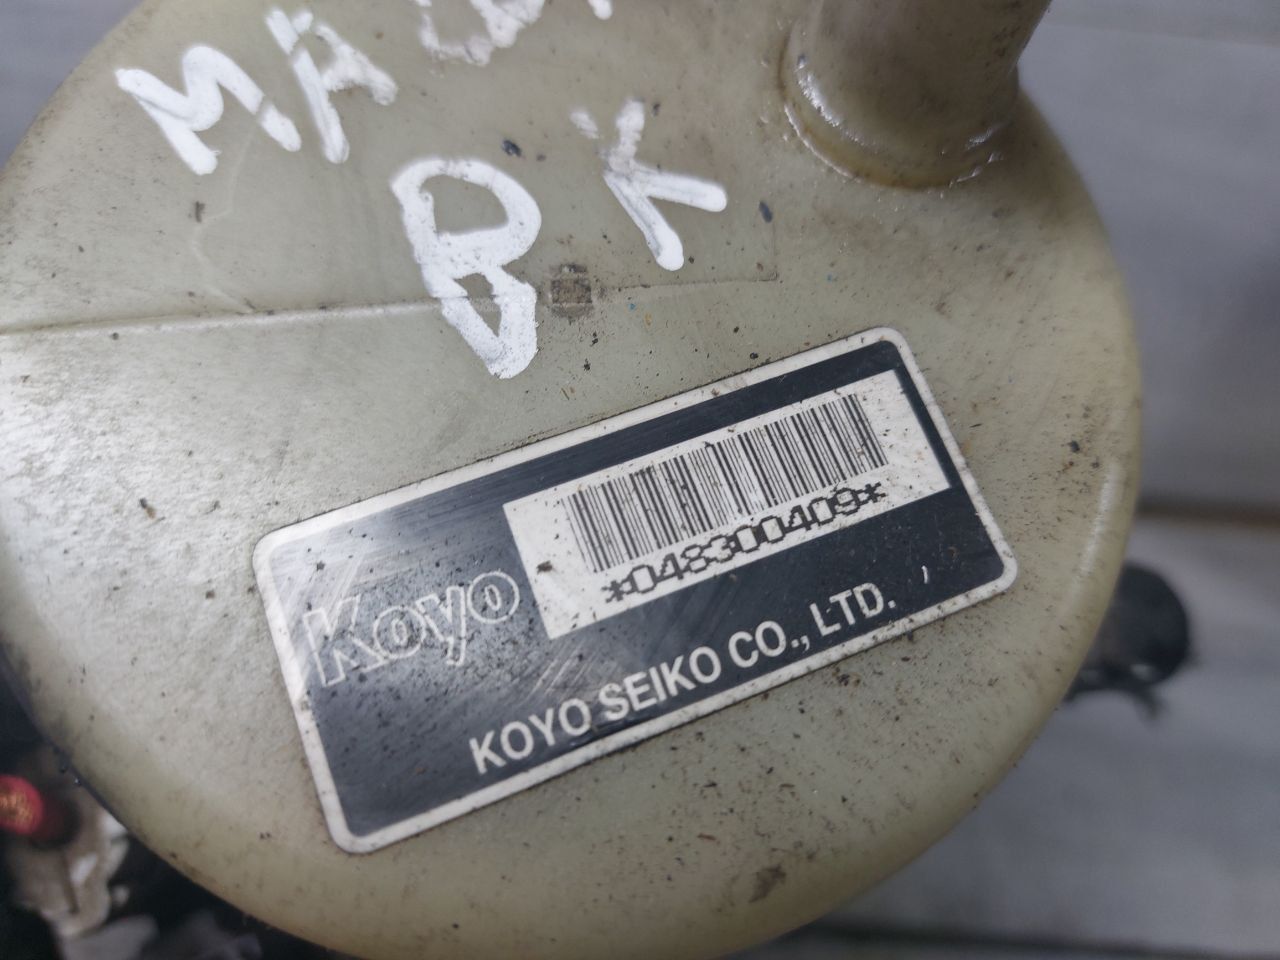 BK
*048300409*
Koyo
KOYO SEIKO CO., LTD.